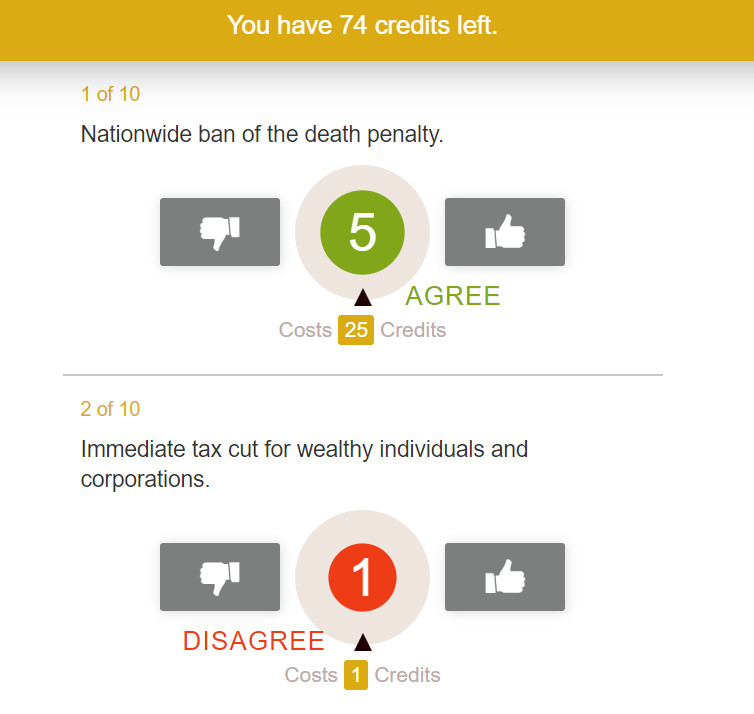 You have 74 credits left.
1 of 10
Nationwide ban of the death penalty.
5
AGREE
Costs 25 Credits
2 of 10
Immediate tax cut for wealthy individuals and
corporations.
1
DISAGREE
Costs 1 Credits